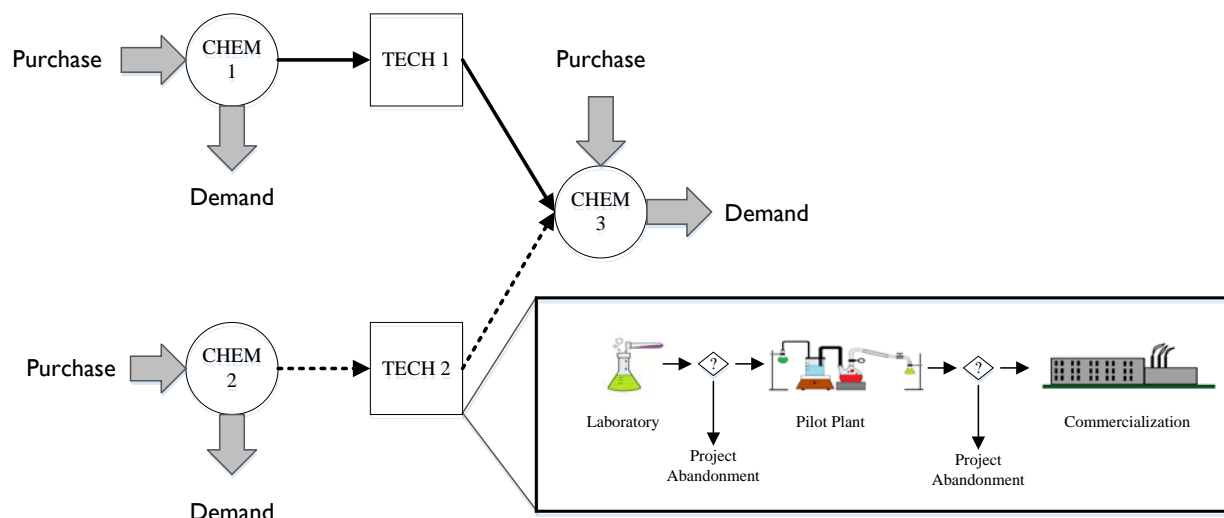 Purchase
CHEM
1
TECH 1
Purchase
Demand
CHEM
3
Demand
Purchase
CHEM
2
TECH 2
?
?
Laboratory
Pilot Plant
Commercialization
Project
Abandonment
Project
Abandonment
Demand